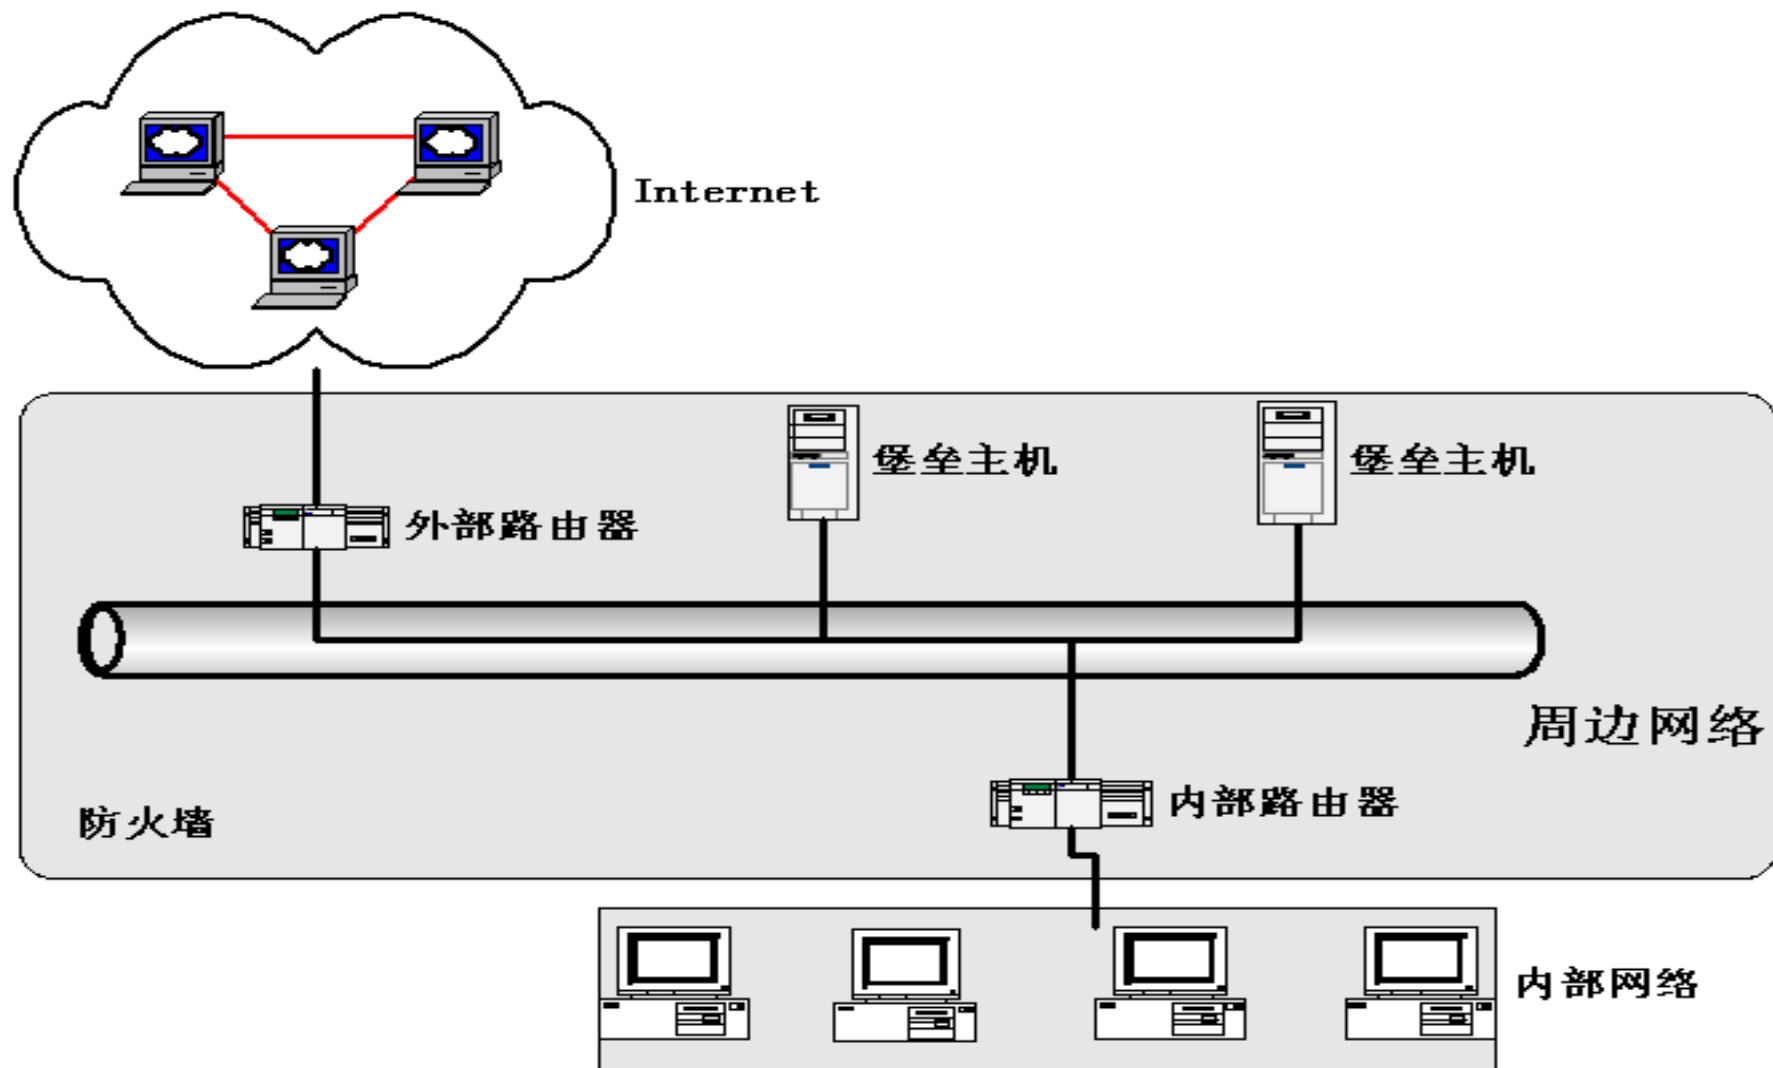 Internet
堡垒主机
堡垒主机
外部路由器
周边网络
内部路由器
防火墙
内部网络